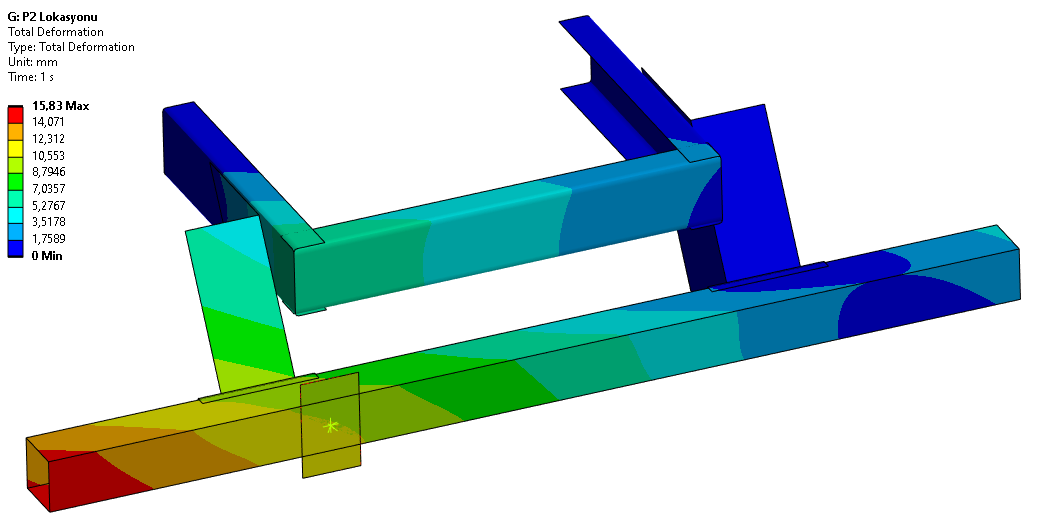 G: P2 Lokasyonu
Total Deformation
Type: Total Deformation
Unit: mm
Time: 1 s
15,83 Max
14,071
12,312
10,553
8,7946
7,0357
5,2767
3,5178
1,7589
0 Min